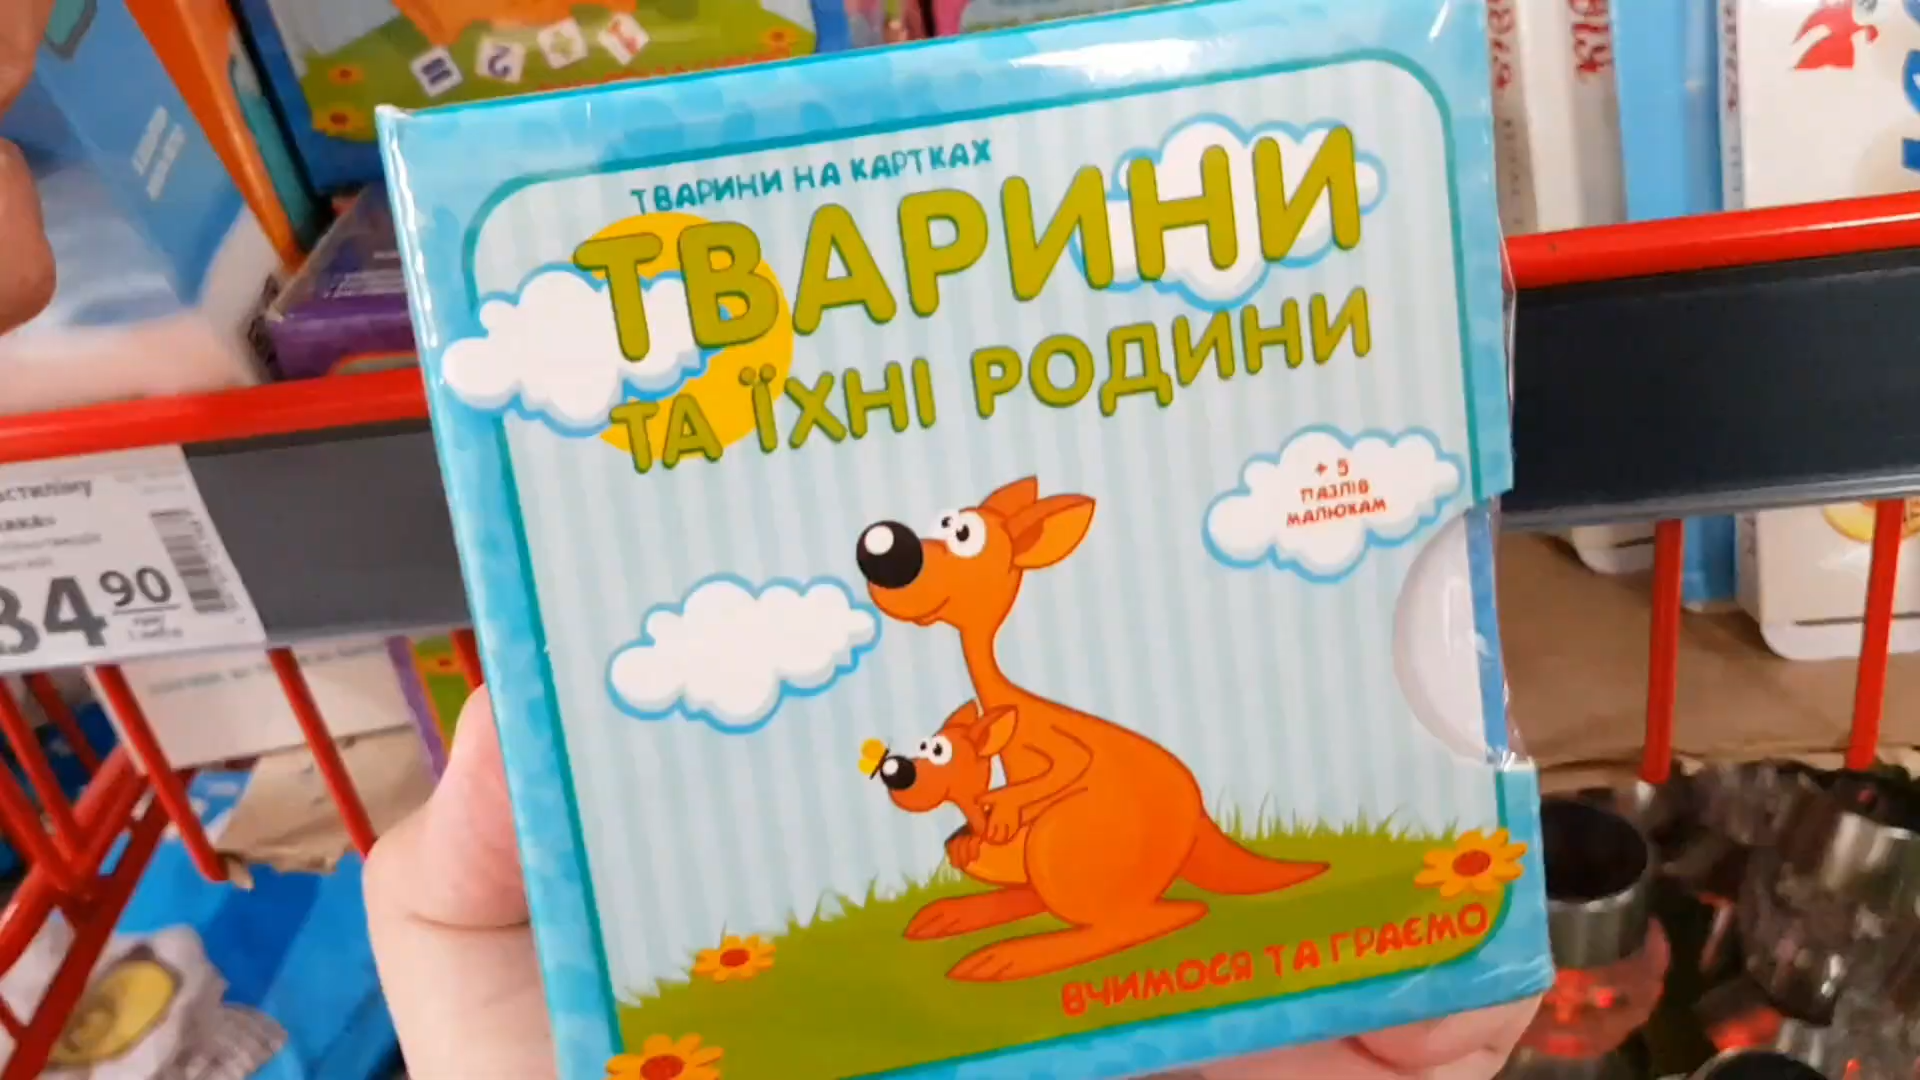 ТВАРИНИ НА КАРТКАХ
ТВАРИНИ
ТА ЇХНІ РОДИНИ
+ 5
ПАЗЛІВ
МАЛЮКАМ
ВЧИМОСЯ ТА ГРАЄМО
34 90